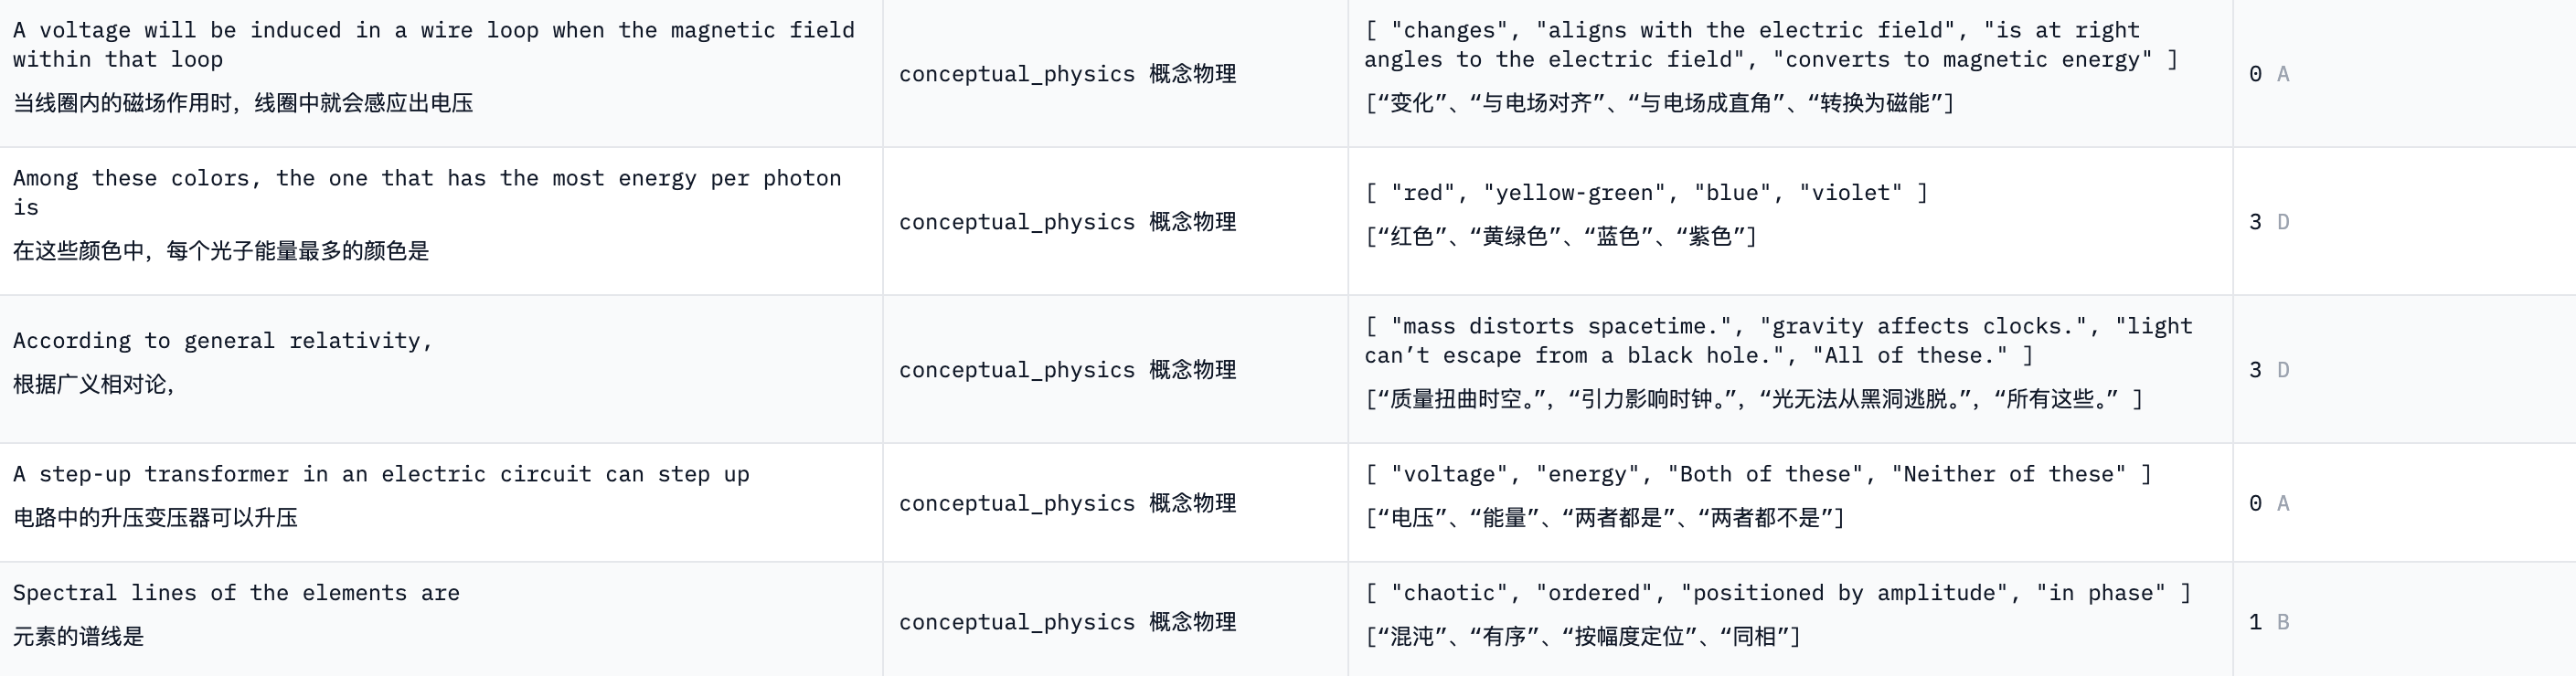 A voltage will be induced in a wire loop when the magnetic field
within that loop
当线圈内的磁场作用时，线圈中就会感应出电压
conceptual_physics 概念物理
[ "changes", "aligns with the electric field", "is at right
angles to the electric field", "converts to magnetic energy" ]
[“变化”、“与电场对齐”、“与电场成直角”、“转换为磁能”]
0 A
Among these colors, the one that has the most energy per photon
is
在这些颜色中，每个光子能量最多的颜色是
conceptual_physics 概念物理
[ "red", "yellow-green", "blue", "violet" ]
[“红色”、“黄绿色”、“蓝色”、“紫色”]
3 D
According to general relativity,
根据广义相对论，
conceptual_physics 概念物理
[ "mass distorts spacetime.", "gravity affects clocks.", "light
can’t escape from a black hole.", "All of these." ]
[“质量扭曲时空。”，“引力影响时钟。”，“光无法从黑洞逃脱。”，“所有这些。” ]
3 D
A step-up transformer in an electric circuit can step up
电路中的升压变压器可以升压
conceptual_physics 概念物理
[ "voltage", "energy", "Both of these", "Neither of these" ]
[“电压”、“能量”、“两者都是”、“两者都不是”]
0 A
Spectral lines of the elements are
元素的谱线是
conceptual_physics 概念物理
[ "chaotic", "ordered", "positioned by amplitude", "in phase" ]
[“混沌”、“有序”、“按幅度定位”、“同相”]
1 B